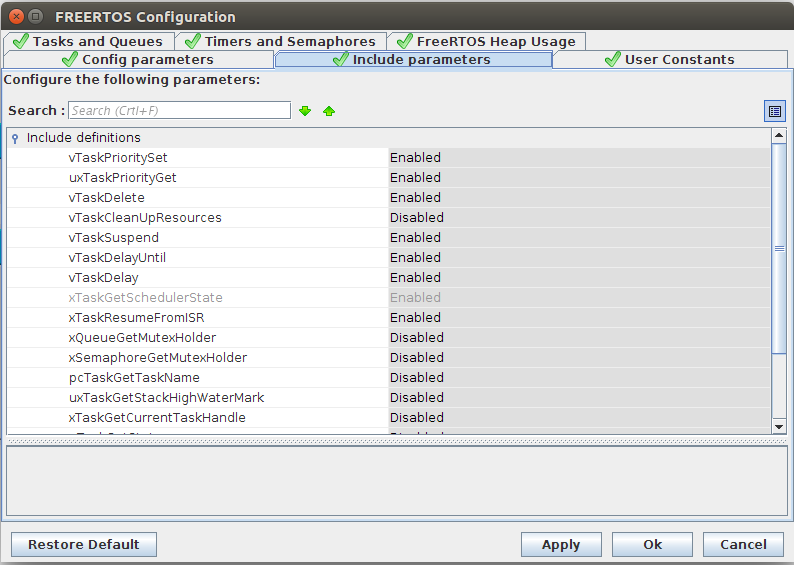 FREERTOS Configuration
Tasks and Queues Timers and Semaphores FreeRTOS Heap Usage
Config parameters Include parameters User Constants
Configure the following parameters:
Search : Search (Crtl+F)
Include definitions
vTaskPrioritySet Enabled
uxTaskPriorityGet Enabled
vTaskDelete Enabled
vTaskCleanUpResources Disabled
vTaskSuspend Enabled
vTaskDelayUntil Enabled
vTaskDelay Enabled
xTaskGetSchedulerState Enabled
xTaskResumeFromISR Enabled
xQueueGetMutexHolder Disabled
xSemaphoreGetMutexHolder Disabled
pcTaskGetTaskName Disabled
uxTaskGetStackHighWaterMark Disabled
xTaskGetCurrentTaskHandle Disabled
Restore Default Apply Ok Cancel